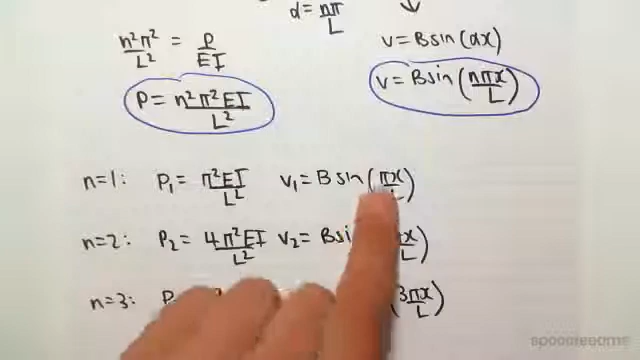 α = nπ/L
n²π²/L² = P/EI
v = B sin(αx)
P = n²π²EI/L²
v = B sin(nπx/L)
n=1: P₁ = π²EI/L² v₁ = B sin(πx/L)
n=2: P₂ = 4π²EI/L² v₂ = B si x/L)
n=3: P (3πx/L)